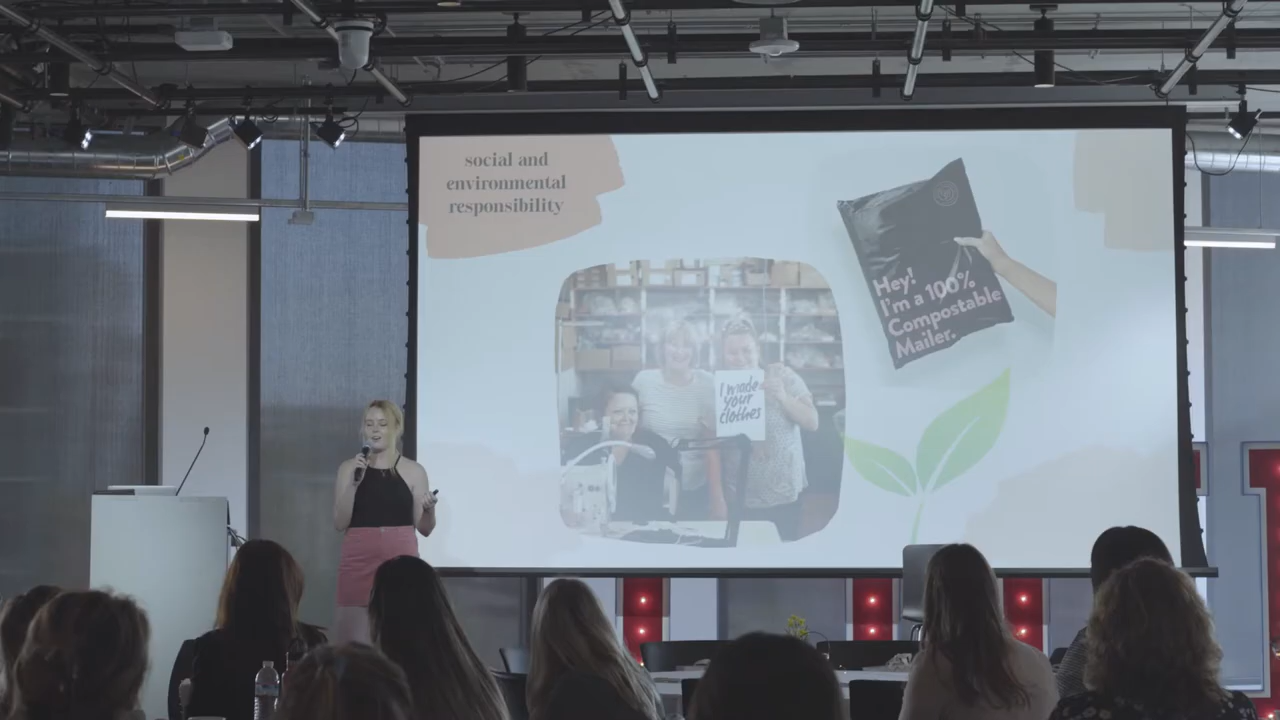 social and
environmental
responsibility
Hey!
I'm a 100%
Compostable
Mailer.
I made
your
clothes